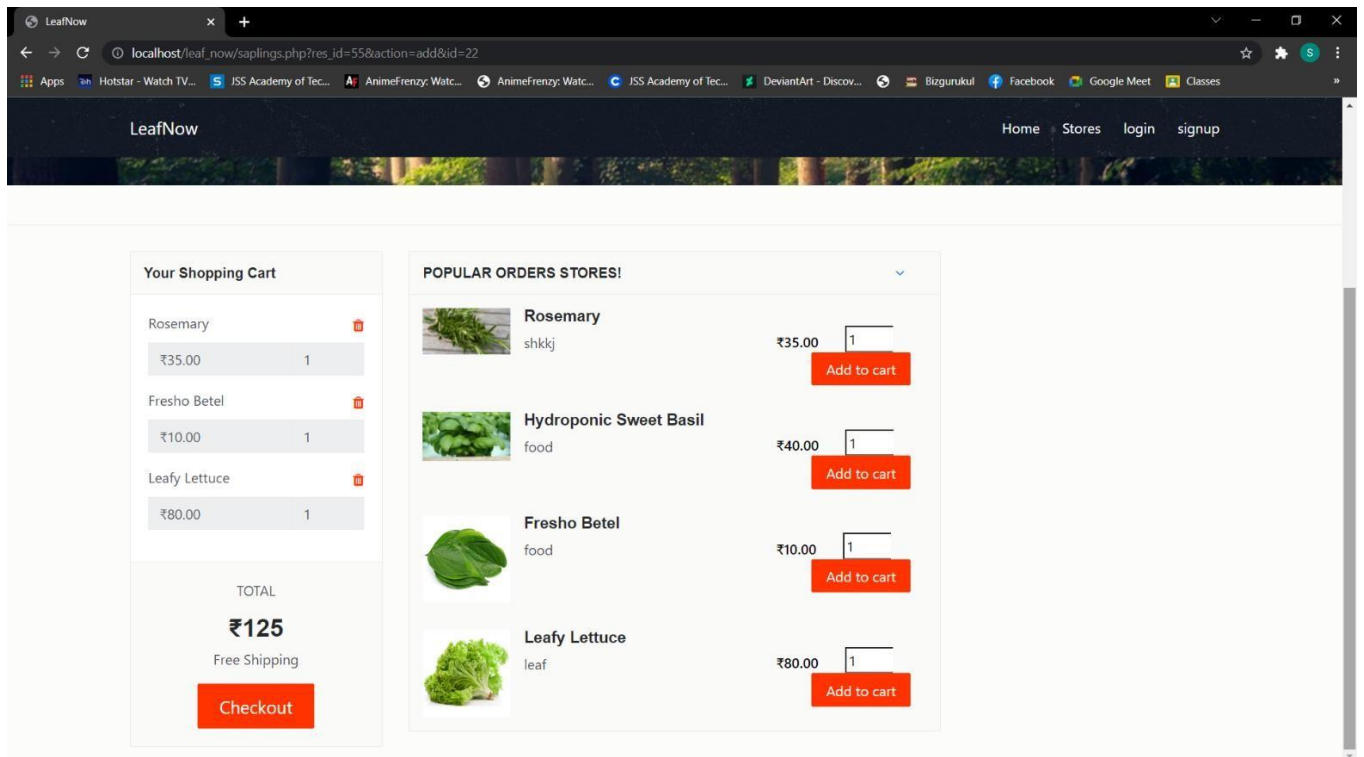 LeafNow
localhost/leaf_now/saplings.php?res_id=55&action=add&id=22
S
Apps Hotstar - Watch TV... S JSS Academy of Tec... AF AnimeFrenzy: Watc... AnimeFrenzy: Watc... C JSS Academy of Tec... DeviantArt - Discov... Bizgurukul Facebook Google Meet Classes »
LeafNow Home Stores login signup
Your Shopping Cart
Rosemary
₹35.00 1
Fresho Betel
₹10.00 1
Leafy Lettuce
₹80.00 1
TOTAL
₹125
Free Shipping
Checkout
POPULAR ORDERS STORES!
Rosemary
shkkj ₹35.00 1
Add to cart
Hydroponic Sweet Basil
food ₹40.00 1
Add to cart
Fresho Betel
food ₹10.00 1
Add to cart
Leafy Lettuce
leaf ₹80.00 1
Add to cart